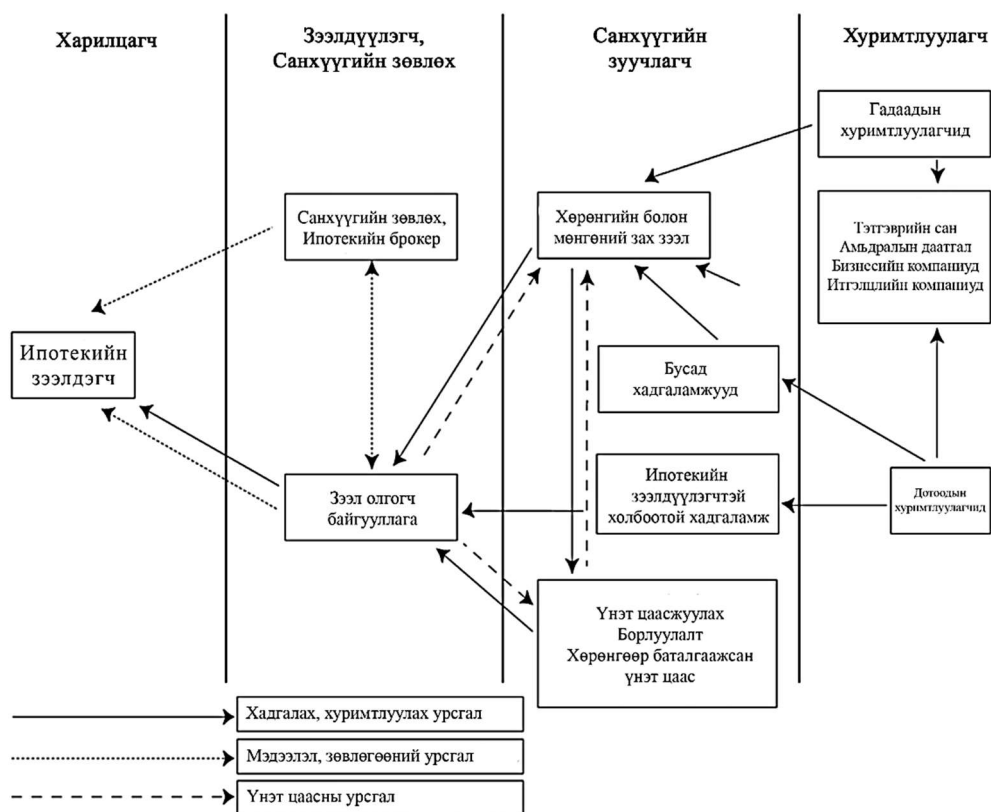 Харилцагч
Зээлдүүлэгч,
Санхүүгийн зөвлөх
Санхүүгийн
зуучлагч
Хуримтлуулагч
Гадаадын
хуримтлуулагчид
Санхүүгийн зөвлөх,
Ипотекийн брокер
Хөрөнгийн болон
мөнгөний зах зээл
Тэтгэврийн сан
Амьдралын даатгал
Бизнесийн компаниуд
Итгэлцлийн компаниуд
Ипотекийн
зээлдэгч
Бусад
хадгаламжууд
Зээл олгогч
байгууллага
Ипотекийн
зээлдүүлэгчтэй
холбоотой хадгаламж
Дотоодын
хуримтлуулагчид
Үнэт цаасжуулах
Борлуулалт
Хөрөнгөөр баталгаажсан
үнэт цаас
Хадгалах, хуримтлуулах урсгал
Мэдээлэл, зөвлөгөөний урсгал
Үнэт цаасны урсгал